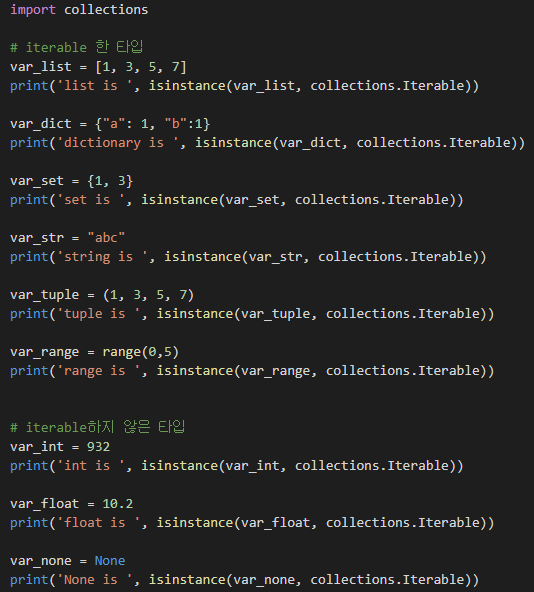 import collections
# iterable 한 타입
var_list = [1, 3, 5, 7]
print('list is ', isinstance(var_list, collections.Iterable))
var_dict = {"a": 1, "b":1}
print('dictionary is ', isinstance(var_dict, collections.Iterable))
var_set = {1, 3}
print('set is ', isinstance(var_set, collections.Iterable))
var_str = "abc"
print('string is ', isinstance(var_str, collections.Iterable))
var_tuple = (1, 3, 5, 7)
print('tuple is ', isinstance(var_tuple, collections.Iterable))
var_range = range(0,5)
print('range is ', isinstance(var_range, collections.Iterable))
# iterable하지 않은 타입
var_int = 932
print('int is ', isinstance(var_int, collections.Iterable))
var_float = 10.2
print('float is ', isinstance(var_float, collections.Iterable))
var_none = None
print('None is ', isinstance(var_none, collections.Iterable))